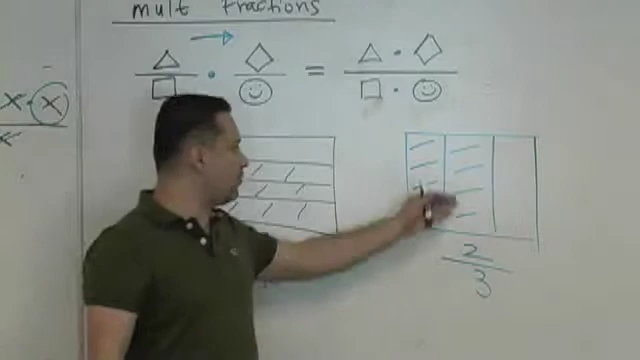 mult fractions
x · x
=
2
3